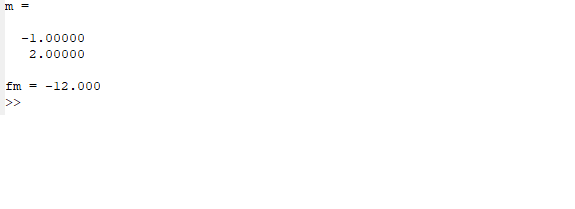 m =
-1.00000
2.00000
fm = -12.000
>>